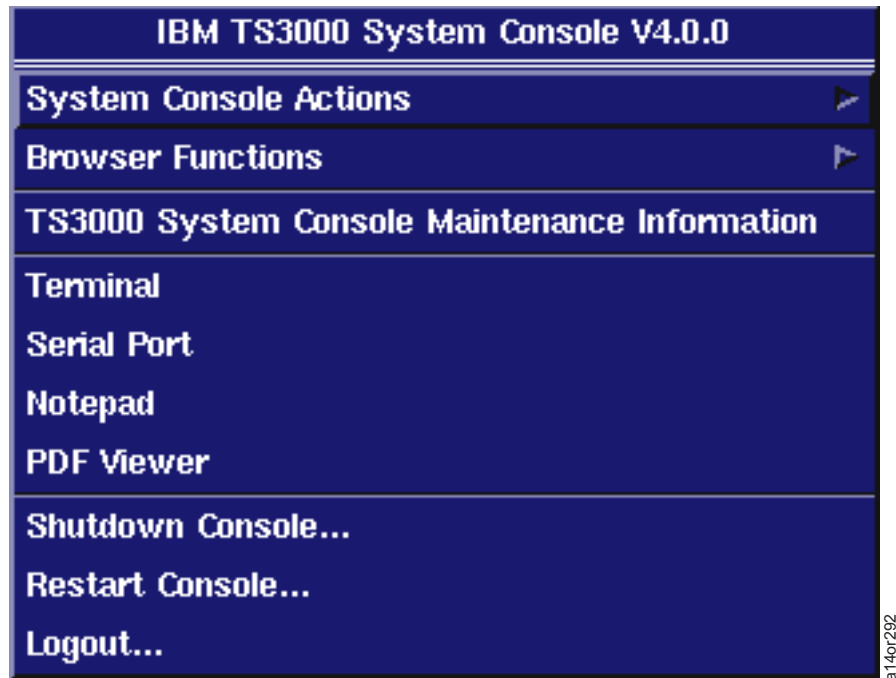 IBM TS3000 System Console V4.0.0
System Console Actions
Browser Functions
TS3000 System Console Maintenance Information
Terminal
Serial Port
Notepad
PDF Viewer
Shutdown Console...
Restart Console...
Logout...
a14or292